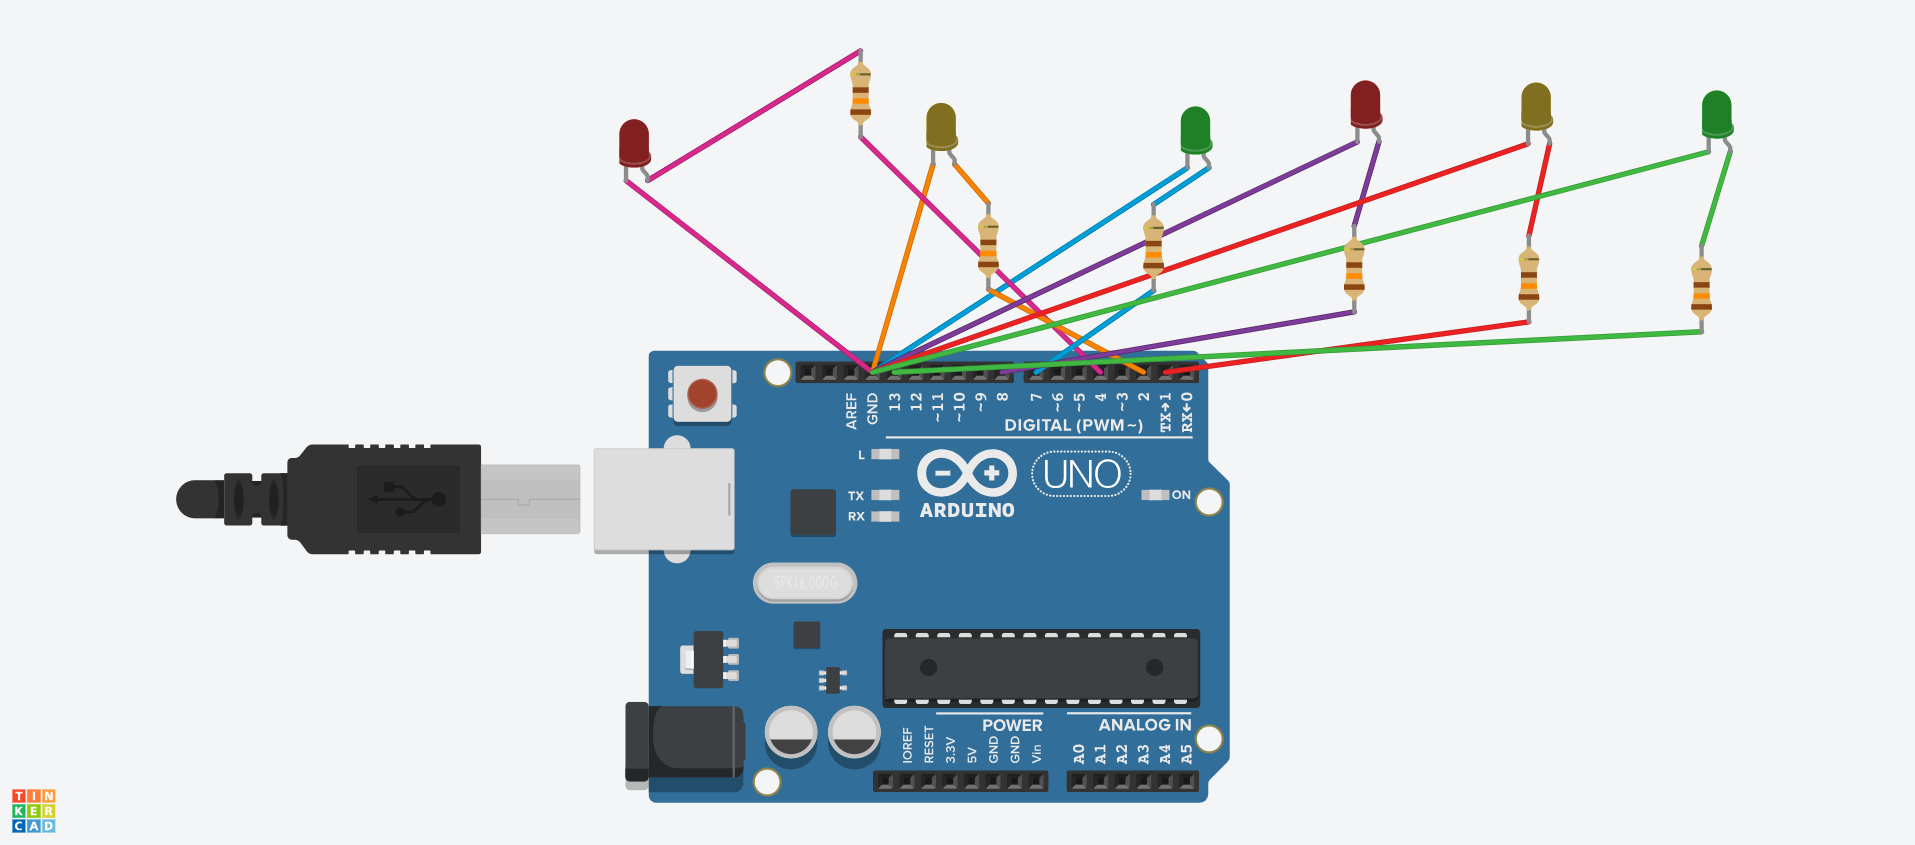 AREF
GND
13
12
~11
~10
~9
8
7
~6
~5
4
~3
2
TX→1
RX←0
DIGITAL (PWM~)
L
TX
RX
UNO
ARDUINO
ON
SPK16.000G
POWER
ANALOG IN
IOREF
RESET
3.3V
5V
GND
GND
Vin
A0
A1
A2
A3
A4
A5
TIN
KER
CAD